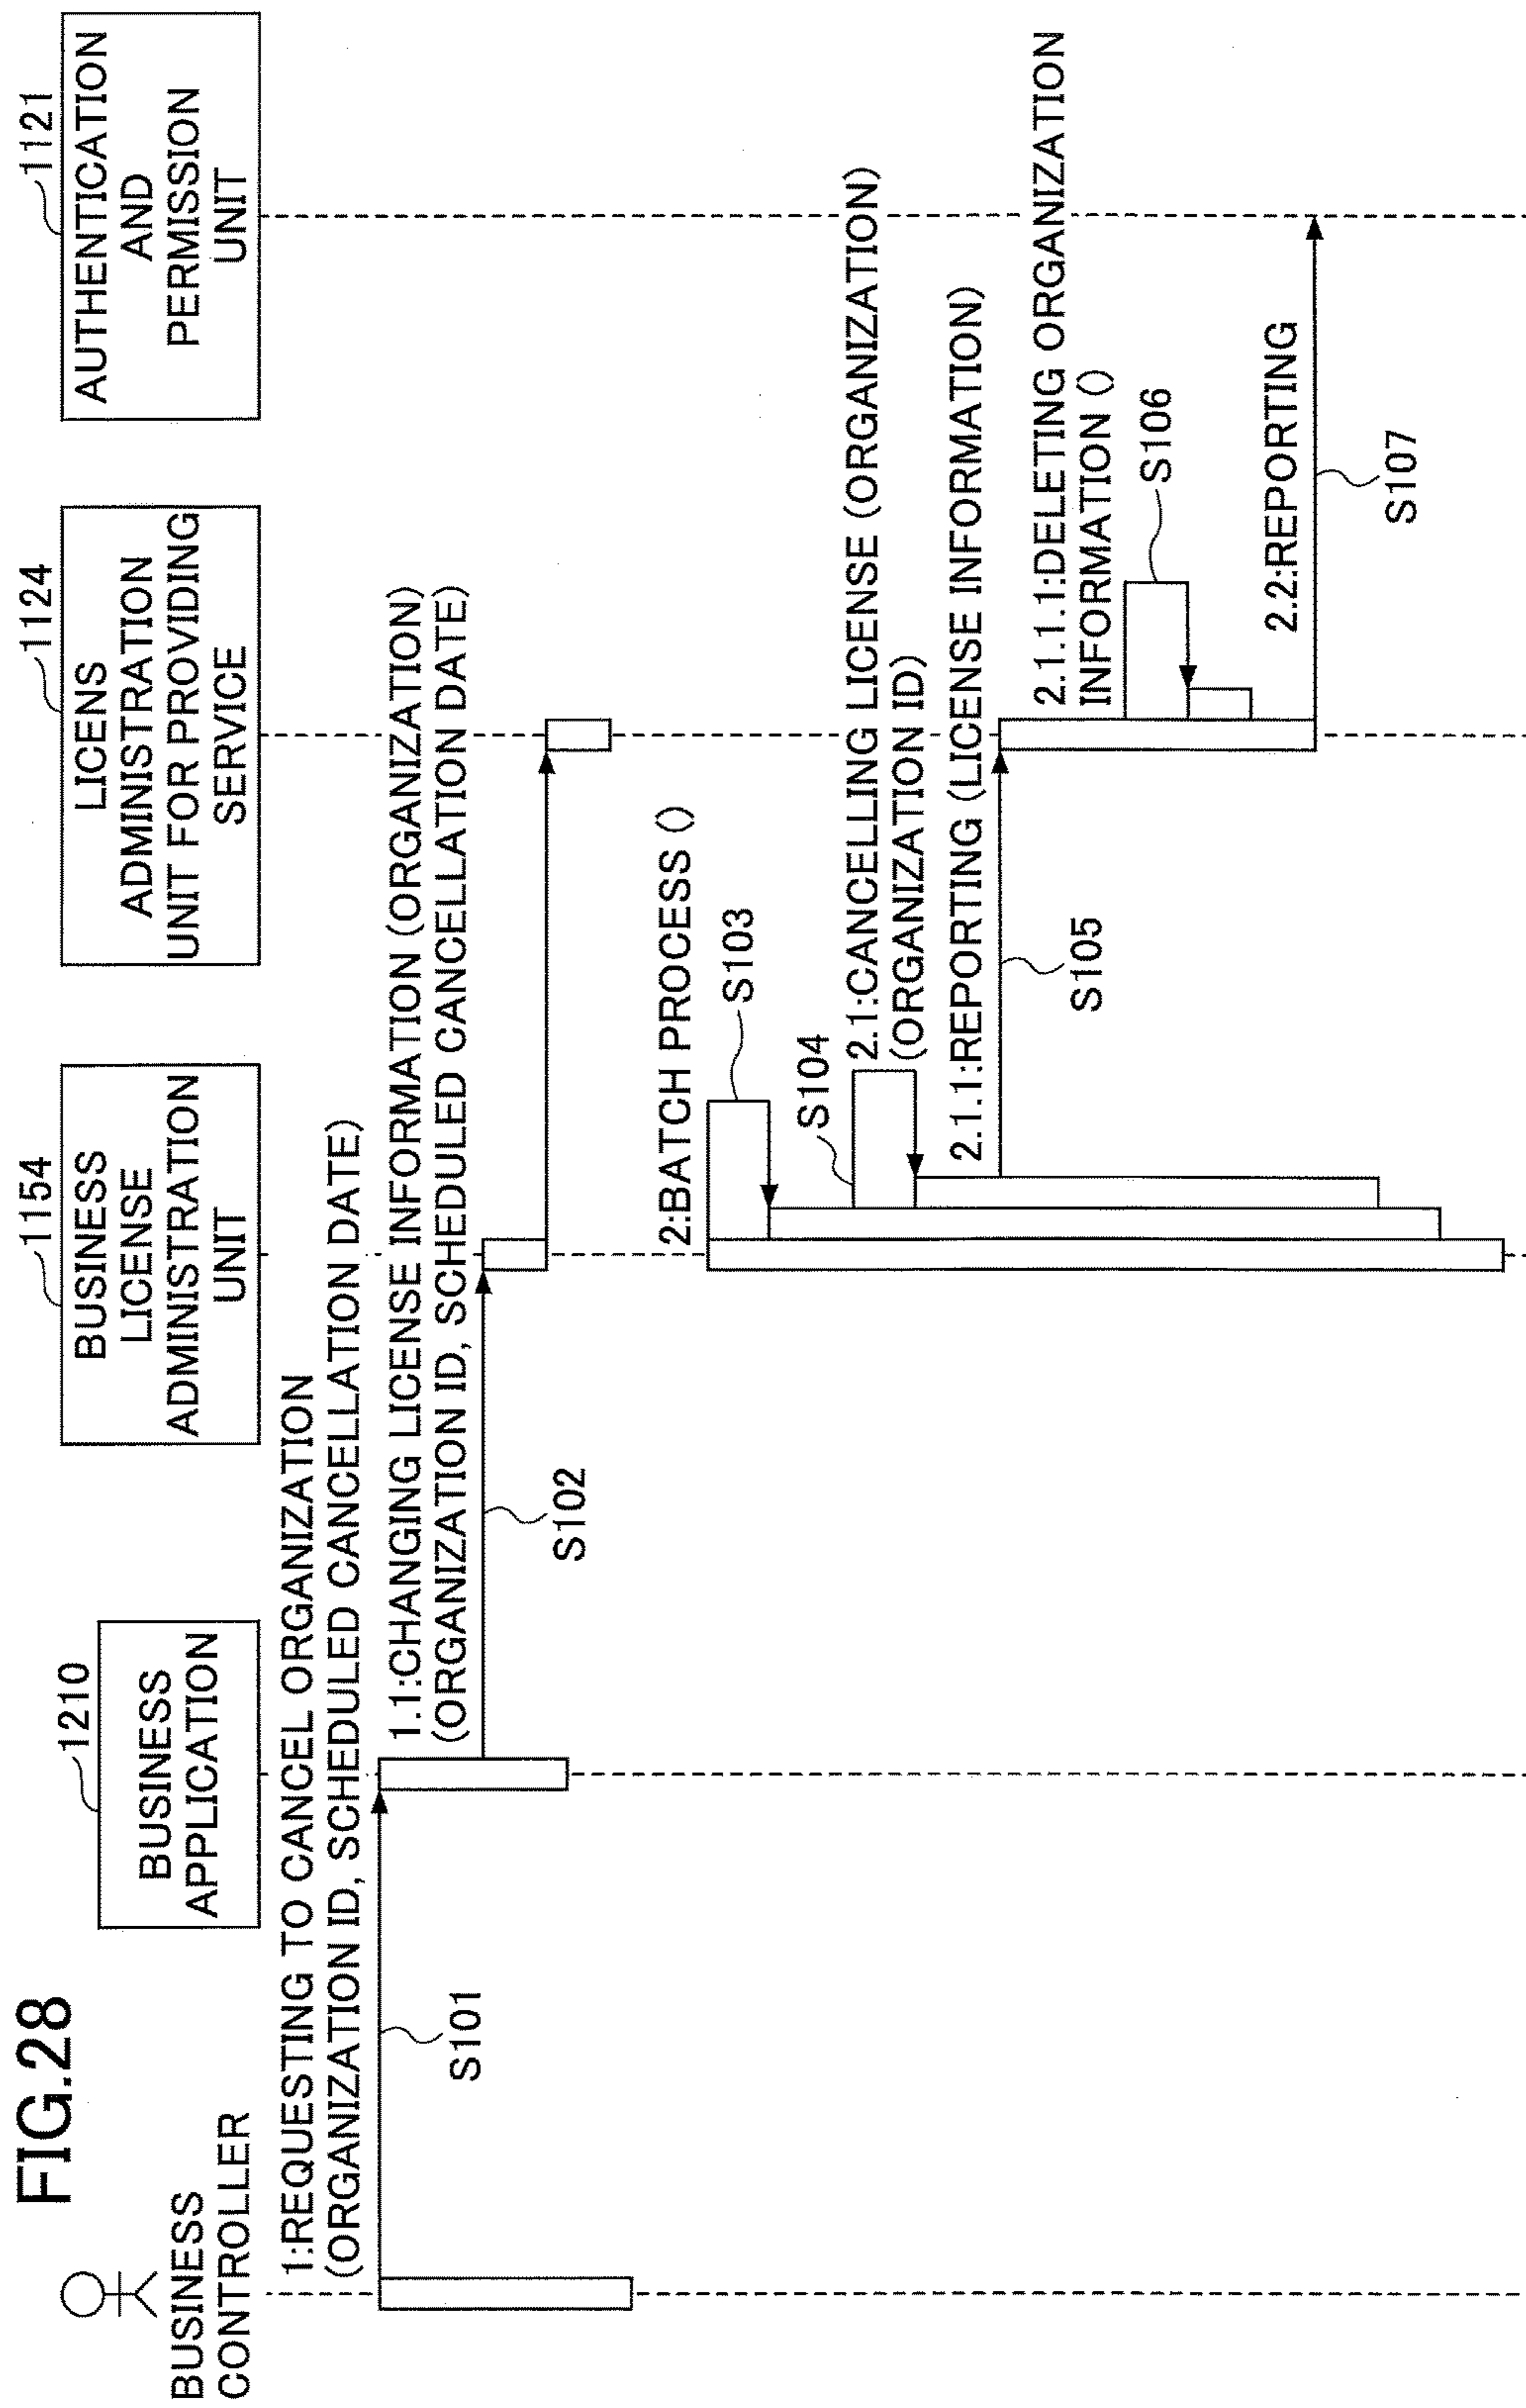 FIG.28
BUSINESS
CONTROLLER
1210
BUSINESS
APPLICATION
1154
BUSINESS
LICENSE
ADMINISTRATION
UNIT
1124
LICENS
ADMINISTRATION
UNIT FOR PROVIDING
SERVICE
1121
AUTHENTICATION
AND
PERMISSION
UNIT
1:REQUESTING TO CANCEL ORGANIZATION
(ORGANIZATION ID, SCHEDULED CANCELLATION DATE)
S101
1.1:CHANGING LICENSE INFORMATION (ORGANIZATION)
(ORGANIZATION ID, SCHEDULED CANCELLATION DATE)
S102
2:BATCH PROCESS ()
S103
S104
2.1:CANCELLING LICENSE (ORGANIZATION)
(ORGANIZATION ID)
2.1.1:REPORTING (LICENSE INFORMATION)
S105
2.1.1.1:DELETING ORGANIZATION
INFORMATION ()
S106
2.2:REPORTING
S107